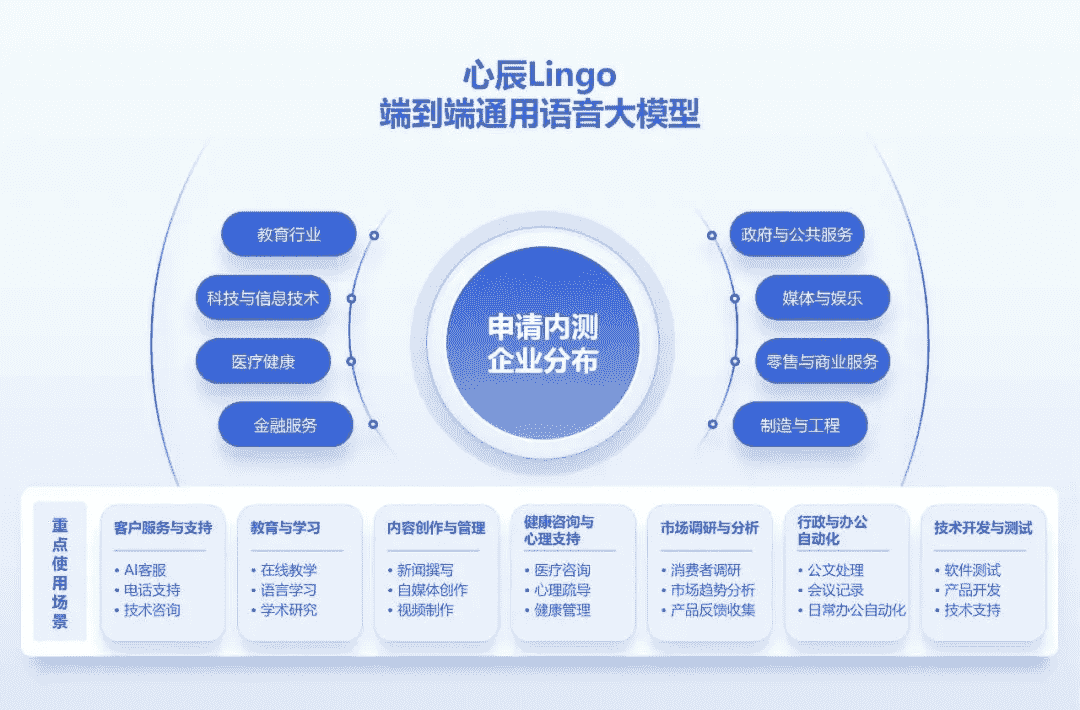 心辰Lingo
端到端通用语音大模型
教育行业
科技与信息技术
医疗健康
金融服务
申请内测
企业分布
政府与公共服务
媒体与娱乐
零售与商业服务
制造与工程
重点使用场景
客户服务与支持
• AI客服
• 电话支持
• 技术咨询
教育与学习
• 在线教学
• 语言学习
• 学术研究
内容创作与管理
• 新闻撰写
• 自媒体创作
• 视频制作
健康咨询与
心理支持
• 医疗咨询
• 心理疏导
• 健康管理
市场调研与分析
• 消费者调研
• 市场趋势分析
• 产品反馈收集
行政与办公
自动化
• 公文处理
• 会议记录
• 日常办公自动化
技术开发与测试
• 软件测试
• 产品开发
• 技术支持